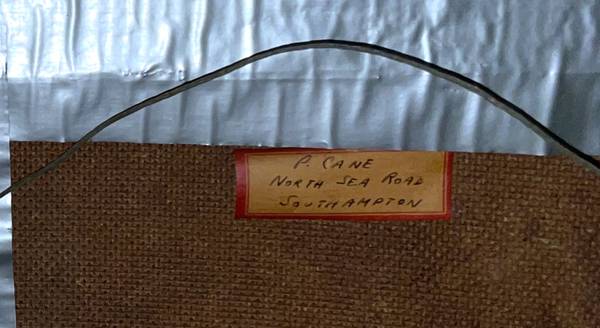 P. CANE
NORTH SEA ROAD
SOUTHAMPTON